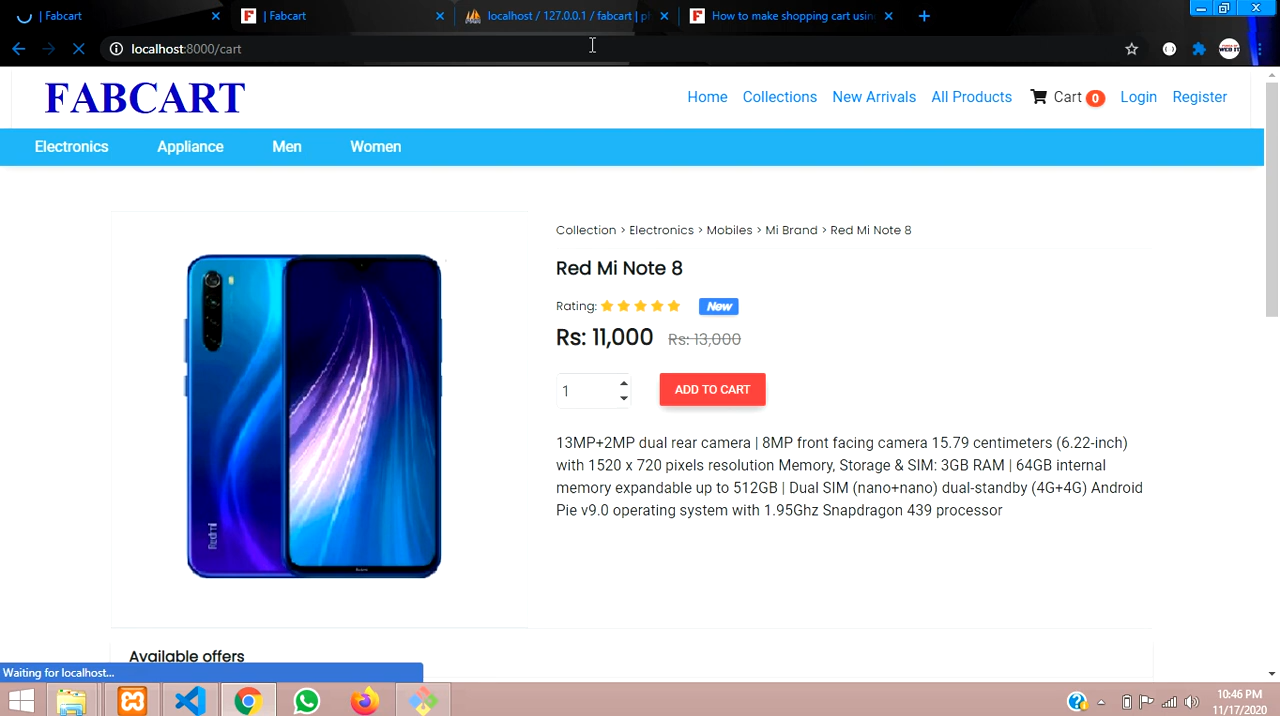 | Fabcart
| Fabcart
localhost / 127.0.0.1 / fabcart | ph
How to make shopping cart usin
localhost:8000/cart
FABCART
Home Collections New Arrivals All Products Cart 0 Login Register
Electronics Appliance Men Women
Collection > Electronics > Mobiles > Mi Brand > Red Mi Note 8
Red Mi Note 8
Rating: New
Rs: 11,000 Rs: 13,000
1 ADD TO CART
13MP+2MP dual rear camera | 8MP front facing camera 15.79 centimeters (6.22-inch)
with 1520 x 720 pixels resolution Memory, Storage & SIM: 3GB RAM | 64GB internal
memory expandable up to 512GB | Dual SIM (nano+nano) dual-standby (4G+4G) Android
Pie v9.0 operating system with 1.95Ghz Snapdragon 439 processor
Redmi
Available offers
Waiting for localhost...
10:46 PM
11/17/2020